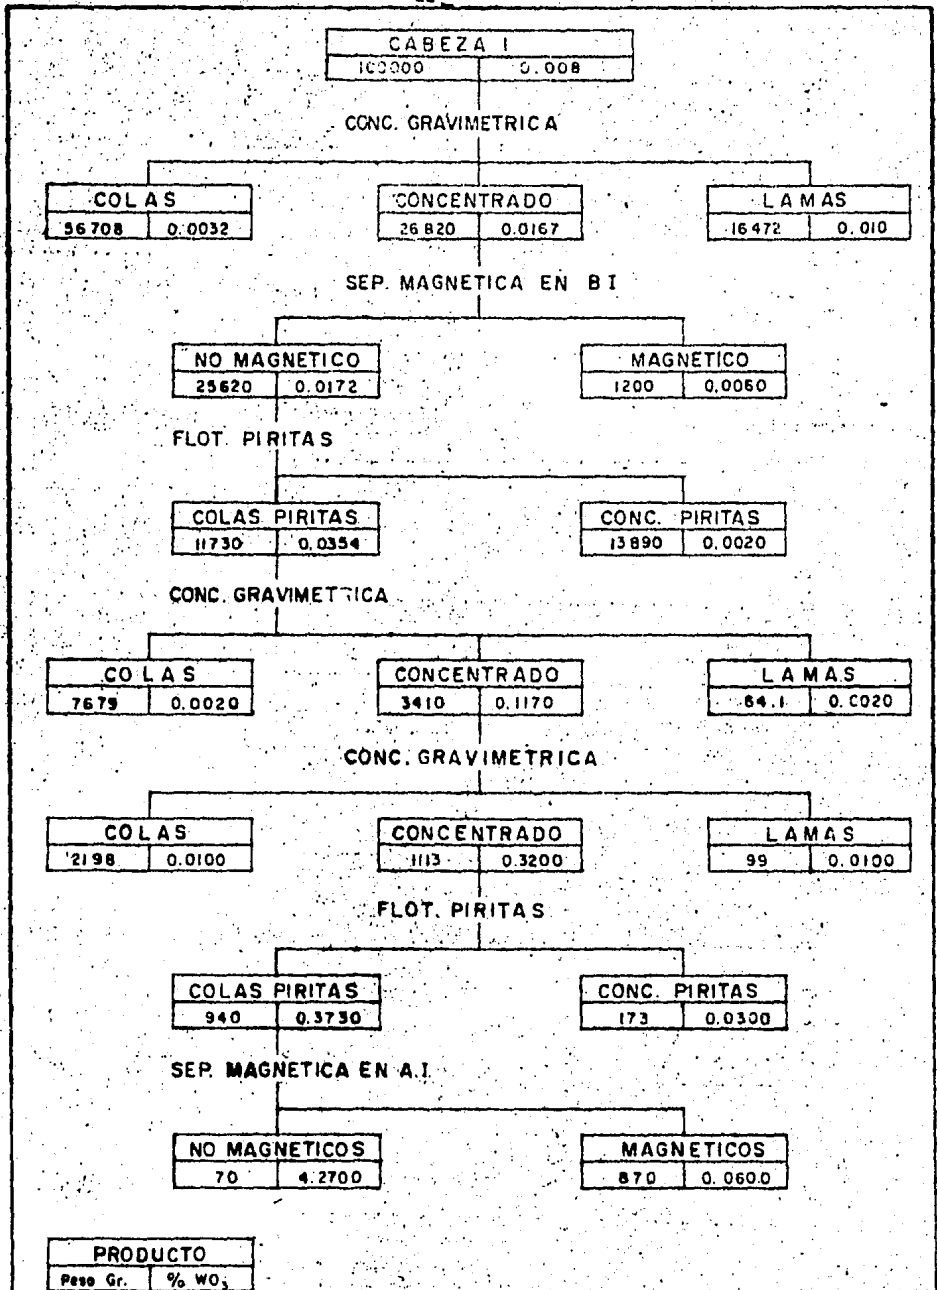 CABEZA I
100000 0.008
CONC. GRAVIMETRICA
COLAS CONCENTRADO LAMAS
56708 0.0032 26820 0.0167 16472 0.010
SEP. MAGNETICA EN BI
NO MAGNETICO MAGNETICO
25620 0.0172 1200 0.0060
FLOT. PIRITAS
COLAS PIRITAS CONC. PIRITAS
11730 0.0354 13890 0.0020
CONC. GRAVIMETRICA
COLAS CONCENTRADO LAMAS
7679 0.0020 3410 0.1170 64.1 0.0020
CONC. GRAVIMETRICA
COLAS CONCENTRADO LAMAS
2198 0.0100 1113 0.3200 99 0.0100
FLOT. PIRITAS
COLAS PIRITAS CONC. PIRITAS
940 0.3730 173 0.0300
SEP. MAGNETICA EN A.I.
NO MAGNETICOS MAGNETICOS
70 4.2700 870 0.0600
PRODUCTO
Peso Gr. % WO₃